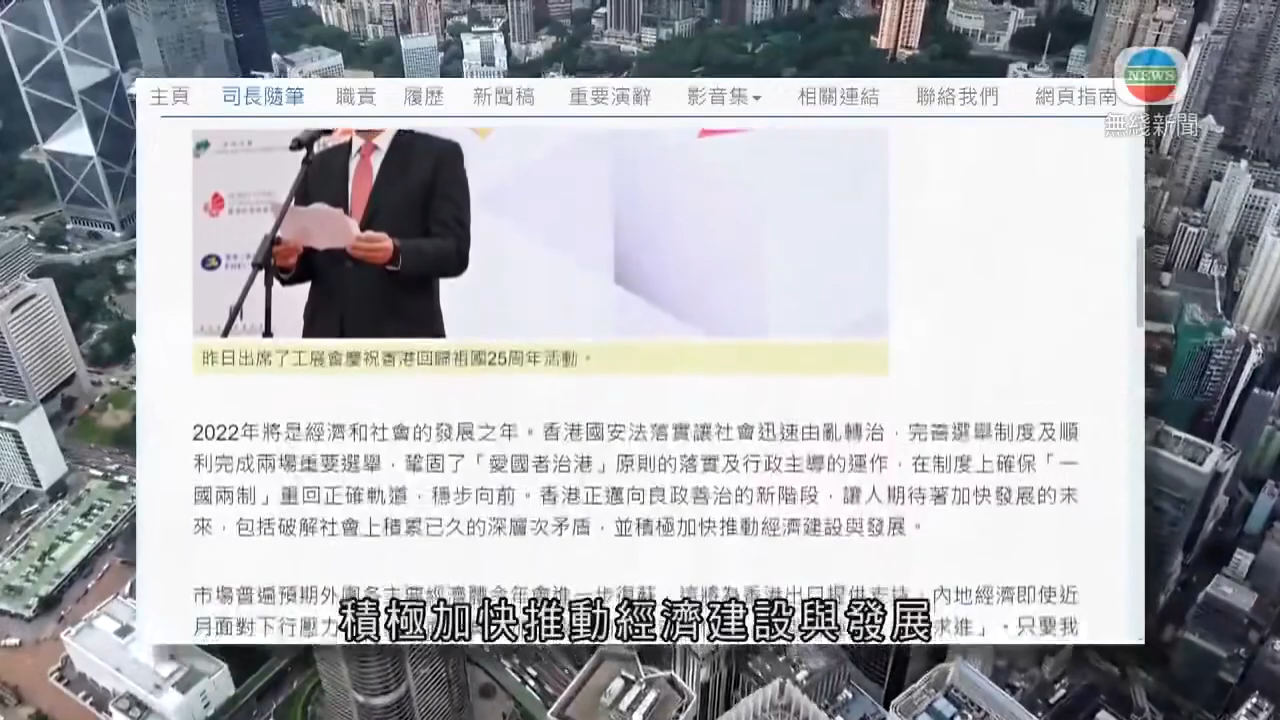 主頁 司長隨筆 職責 履歷 新聞稿 重要演辭 影音集 相關連結 聯絡我們 網頁指南
NEWS
無綫新聞
昨日出席了工展會慶祝香港回歸祖國25周年活動。
2022年將是經濟和社會的發展之年。香港國安法落實讓社會迅速由亂轉治，完善選舉制度及順
利完成兩場重要選舉，鞏固了「愛國者治港」原則的落實及行政主導的運作，在制度上確保「一
國兩制」重回正確軌道，穩步向前。香港正邁向良政善治的新階段，讓人期待著加快發展的未
來，包括破解社會上積累已久的深層次矛盾，並積極加快推動經濟建設與發展。
市場普遍預期外圍各主要經濟體今年會進一步復蘇，這將為香港出口提供支持。內地經濟即使近
月面對下行壓力 求進」。只要我
積極加快推動經濟建設與發展